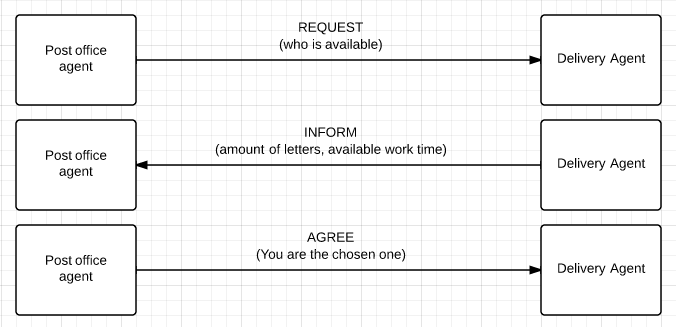 REQUEST
Post office
agent
(who is available)
Delivery Agent
INFORM
Post office
agent
(amount of letters, available work time)
Delivery Agent
AGREE
Post office
agent
(You are the chosen one)
Delivery Agent